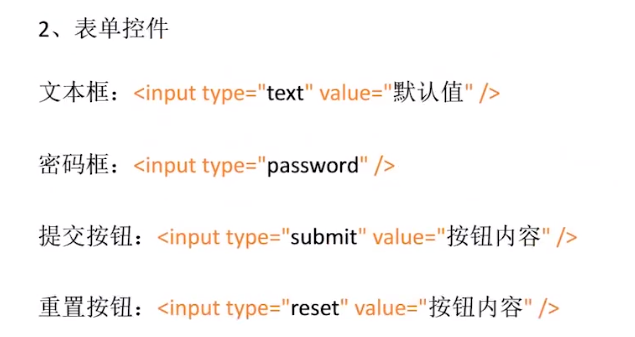 2、表单控件
文本框：<input type="text" value="默认值" />
密码框：<input type="password" />
提交按钮：<input type="submit" value="按钮内容" />
重置按钮：<input type="reset" value="按钮内容" />